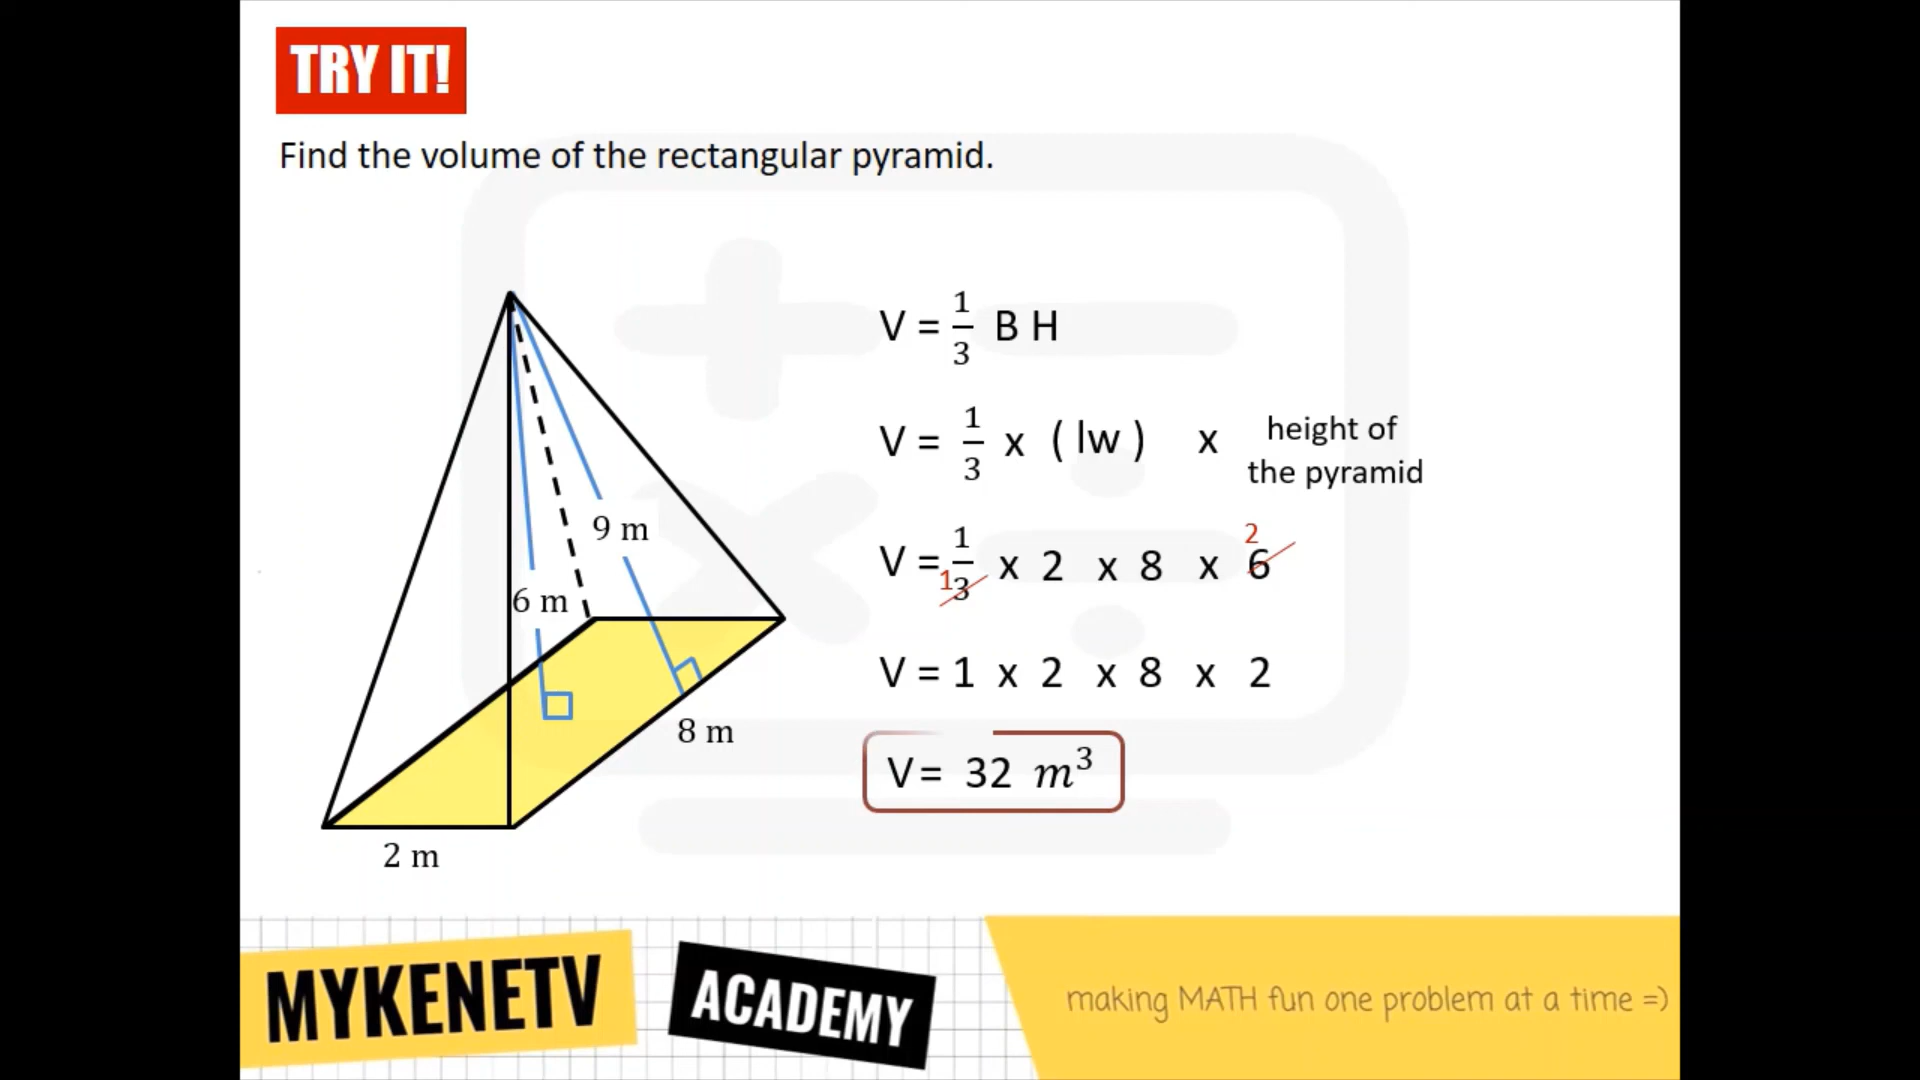 TRY IT!
Find the volume of the rectangular pyramid.
9 m
6 m
8 m
2 m
V = 1/3 B H
V = 1/3 x ( lw ) x height of the pyramid
V = 1/3 x 2 x 8 x 6
1 2
V = 1 x 2 x 8 x 2
V = 32 m³
MYKENETV ACADEMY
making MATH fun one problem at a time =)